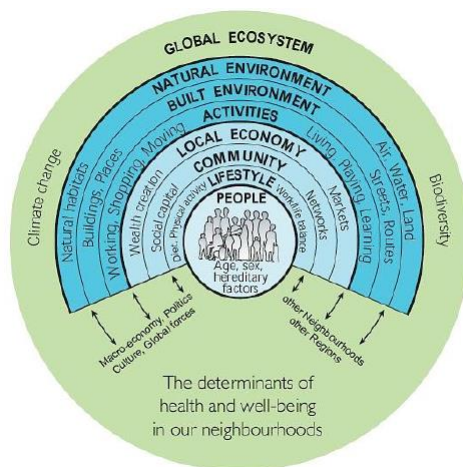 GLOBAL ECOSYSTEM
NATURAL ENVIRONMENT
BUILT ENVIRONMENT
ACTIVITIES
LOCAL ECONOMY
COMMUNITY
LIFESTYLE
PEOPLE
Age, sex,
hereditary
factors
Climate change
Natural habitats
Buildings, Places
Working, Shopping, Moving
Wealth creation
Social capital
Diet, Physical activity
Work/life balance
Networks
Markets
Living, Playing, Learning
Streets, Routes
Air, Water, Land
Biodiversity
Macro-economy, Politics
Culture, Global forces
other Neighbourhoods
other Regions
The determinants of
health and well-being
in our neighbourhoods